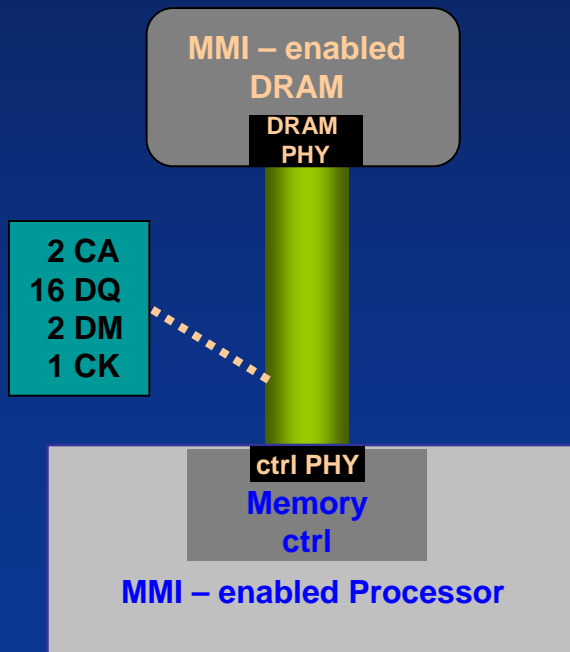 MMI – enabled
DRAM
DRAM
PHY
2 CA
16 DQ
2 DM
1 CK
ctrl PHY
Memory
ctrl
MMI – enabled Processor